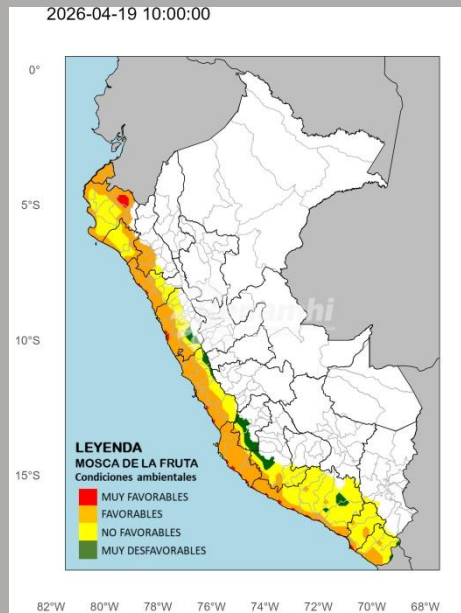 2026-04-19 10:00:00
0°
5°S
10°S
15°S
senamhi
LEYENDA
MOSCA DE LA FRUTA
Condiciones ambientales
MUY FAVORABLES
FAVORABLES
NO FAVORABLES
MUY DESFAVORABLES
82°W 80°W 78°W 76°W 74°W 72°W 70°W 68°W